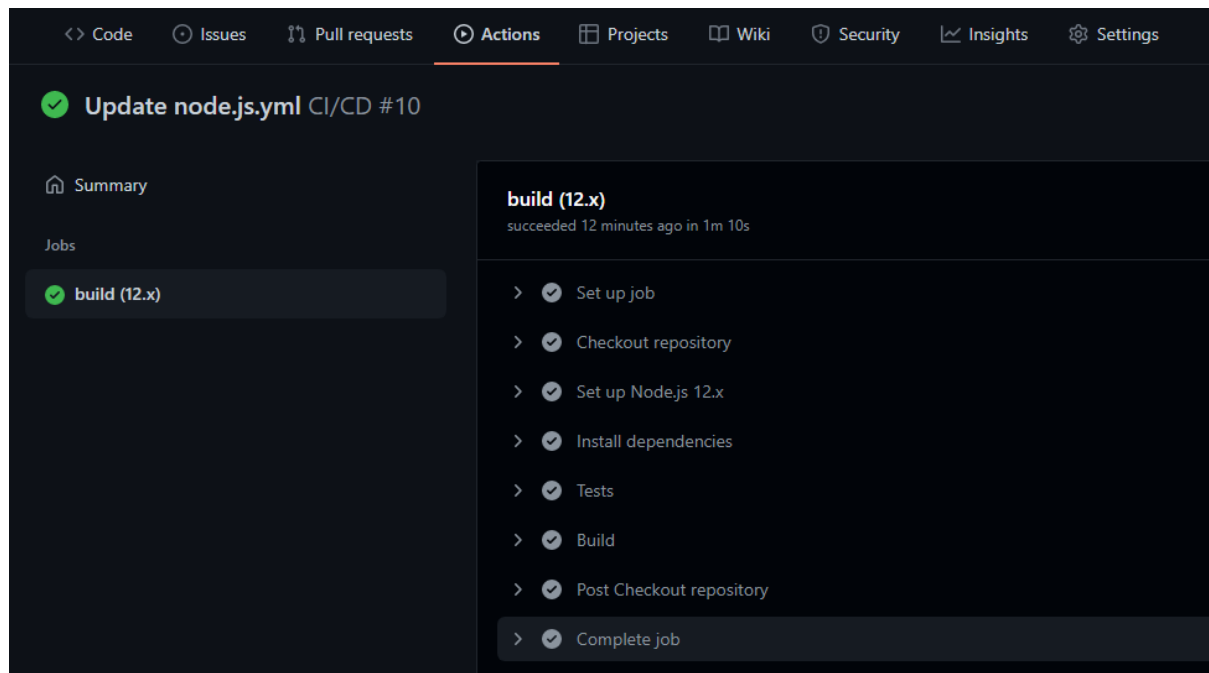 Code Issues Pull requests Actions Projects Wiki Security Insights Settings
Update node.js.yml CI/CD #10
Summary
Jobs
build (12.x)
build (12.x)
succeeded 12 minutes ago in 1m 10s
Set up job
Checkout repository
Set up Node.js 12.x
Install dependencies
Tests
Build
Post Checkout repository
Complete job